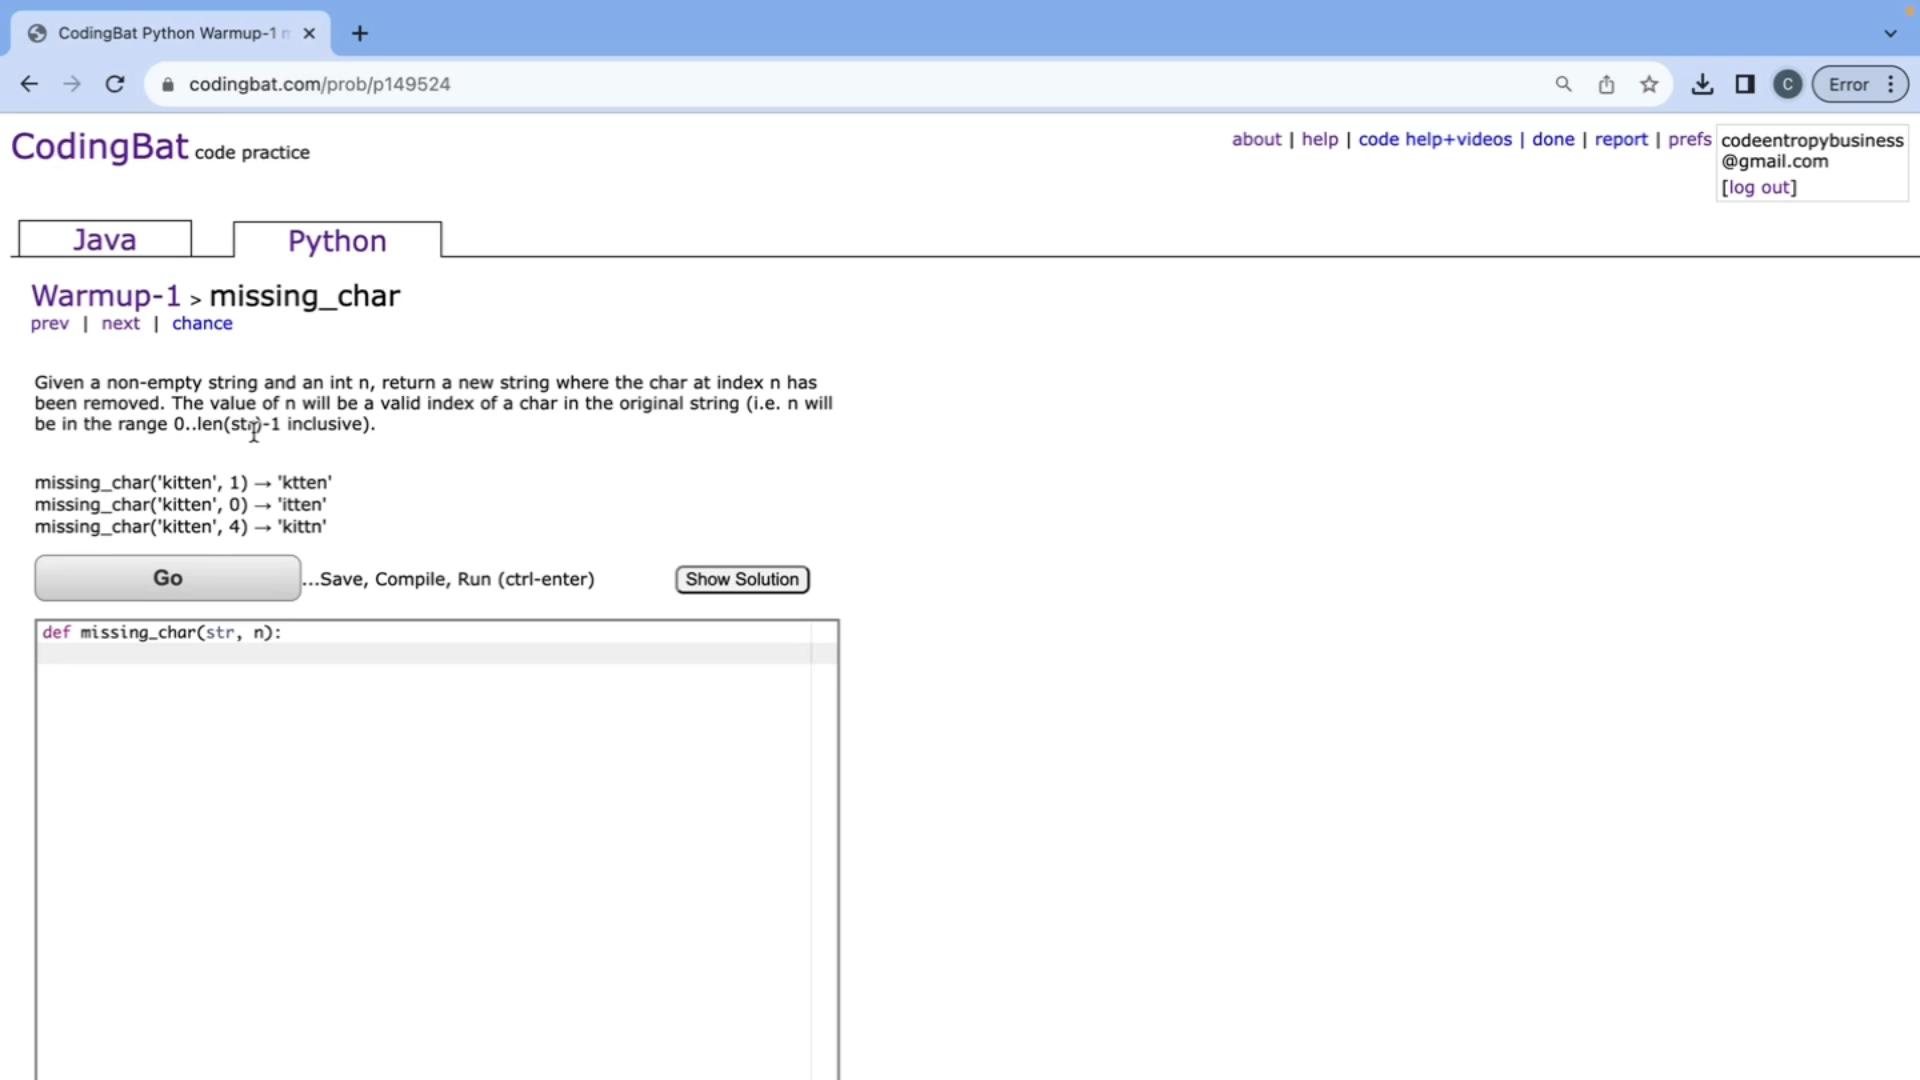 CodingBat Python Warmup-1 m
codingbat.com/prob/p149524
C
Error
CodingBat code practice
about | help | code help+videos | done | report | prefs
codeentropybusiness
@gmail.com
[log out]
Java
Python
Warmup-1 > missing_char
prev | next | chance
Given a non-empty string and an int n, return a new string where the char at index n has
been removed. The value of n will be a valid index of a char in the original string (i.e. n will
be in the range 0..len(str)-1 inclusive).
missing_char('kitten', 1) → 'ktten'
missing_char('kitten', 0) → 'itten'
missing_char('kitten', 4) → 'kittn'
Go
...Save, Compile, Run (ctrl-enter)
Show Solution
def missing_char(str, n):